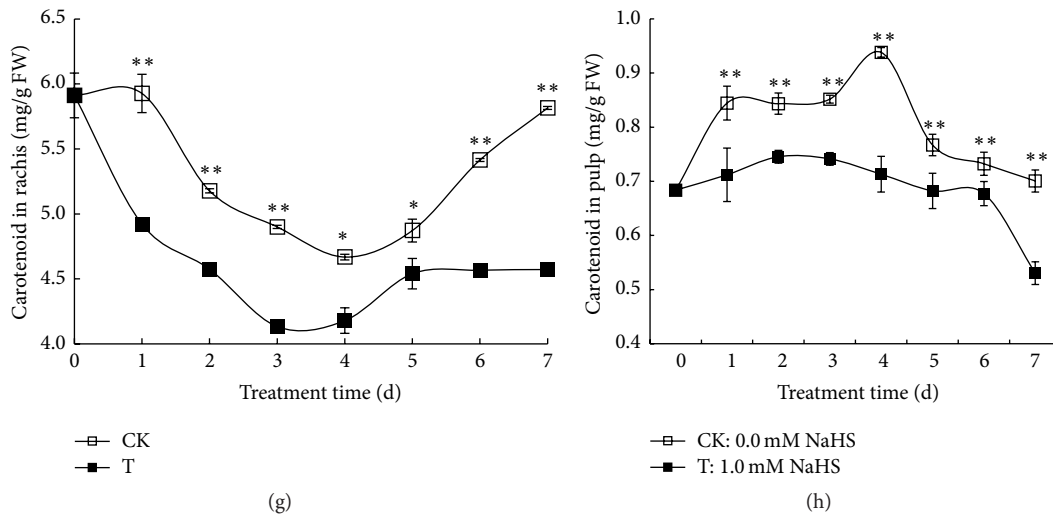 Carotenoid in rachis (mg/g FW)
6.5
6.0
5.5
5.0
4.5
4.0
**
**
**
*
*
**
**
0 1 2 3 4 5 6 7
Treatment time (d)
CK
T
(g)
Carotenoid in pulp (mg/g FW)
1.0
0.9
0.8
0.7
0.6
0.5
0.4
**
**
**
**
**
**
**
0 1 2 3 4 5 6 7
Treatment time (d)
CK: 0.0 mM NaHS
T: 1.0 mM NaHS
(h)